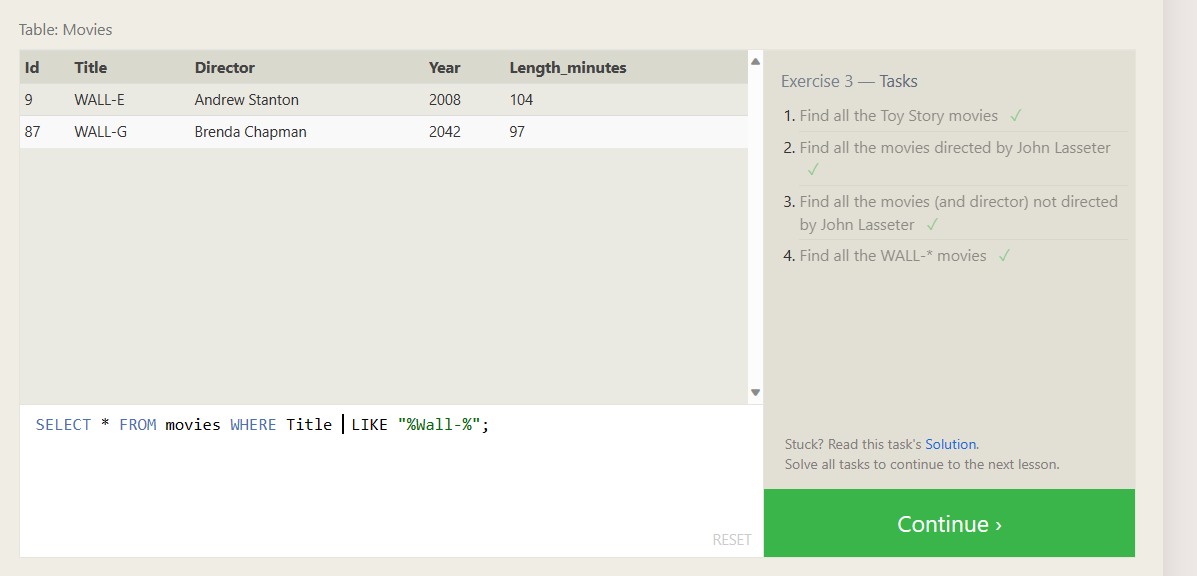 Table: Movies
Id Title Director Year Length_minutes
9 WALL-E Andrew Stanton 2008 104
87 WALL-G Brenda Chapman 2042 97
SELECT * FROM movies WHERE Title LIKE "%Wall-%";
RESET
Exercise 3 — Tasks
1. Find all the Toy Story movies ✓
2. Find all the movies directed by John Lasseter
✓
3. Find all the movies (and director) not directed
by John Lasseter ✓
4. Find all the WALL-* movies ✓
Stuck? Read this task's Solution.
Solve all tasks to continue to the next lesson.
Continue ›